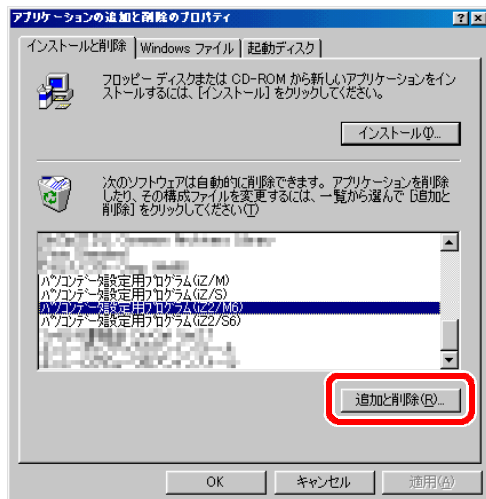 アプリケーションの追加と削除のプロパティ
インストールと削除
Windows ファイル
起動ディスク
フロッピー ディスクまたは CD-ROM から新しいアプリケーションをイン
ストールするには、[インストール] をクリックしてください。
インストール(I)...
次のソフトウェアは自動的に削除できます。アプリケーションを削除
したり、その構成ファイルを変更するには、一覧から選んで [追加と
削除] をクリックしてください(T)
パソコンデータ設定用プログラム(iZ/M)
パソコンデータ設定用プログラム(iZ/S)
パソコンデータ設定用プログラム(iZ2/M6)
パソコンデータ設定用プログラム(iZ2/S6)
追加と削除(R)...
OK
キャンセル
適用(A)